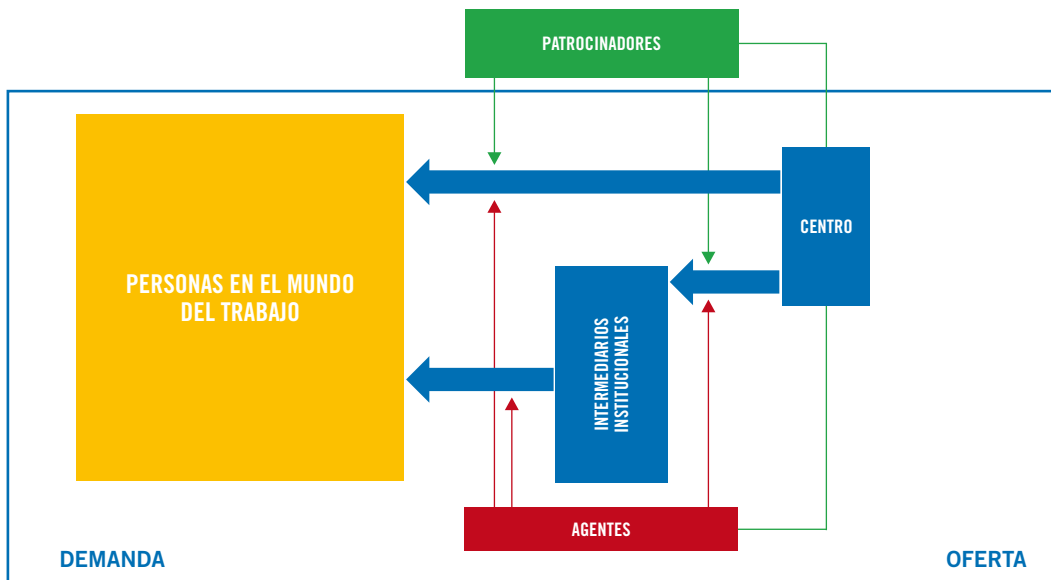 PATROCINADORES
CENTRO
PERSONAS EN EL MUNDO
DEL TRABAJO
INTERMEDIARIOS
INSTITUCIONALES
AGENTES
DEMANDA
OFERTA